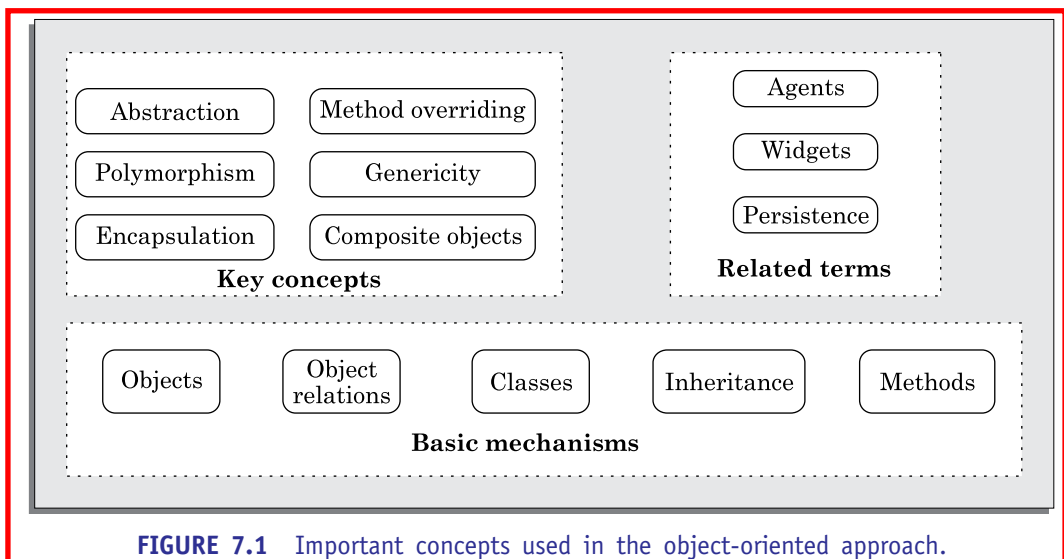 Abstraction
Method overriding
Polymorphism
Genericity
Encapsulation
Composite objects
Key concepts
Agents
Widgets
Persistence
Related terms
Objects
Object
relations
Classes
Inheritance
Methods
Basic mechanisms
FIGURE 7.1 Important concepts used in the object-oriented approach.